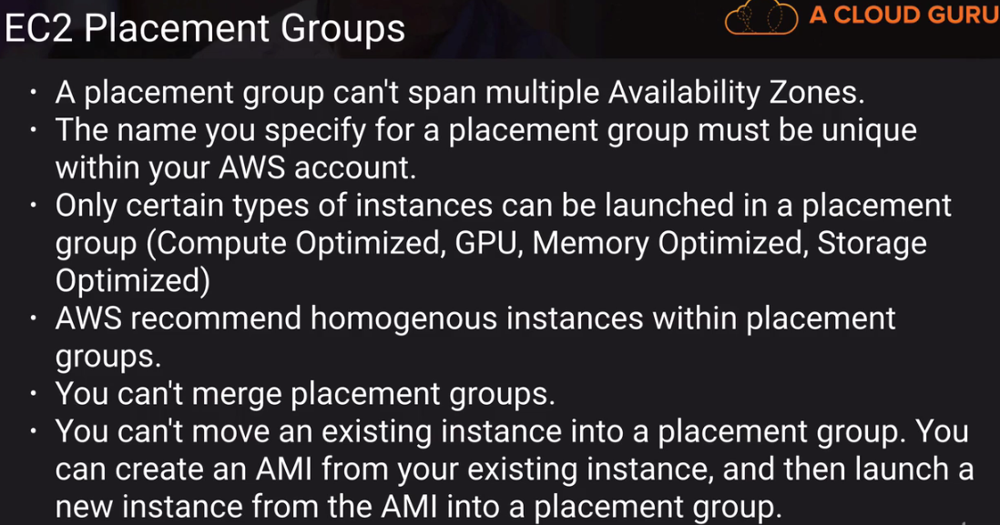 EC2 Placement Groups
A CLOUD GURU
· A placement group can't span multiple Availability Zones.
· The name you specify for a placement group must be unique
within your AWS account.
· Only certain types of instances can be launched in a placement
group (Compute Optimized, GPU, Memory Optimized, Storage
Optimized)
· AWS recommend homogenous instances within placement
groups.
· You can't merge placement groups.
· You can't move an existing instance into a placement group. You
can create an AMI from your existing instance, and then launch a
new instance from the AMI into a placement group.